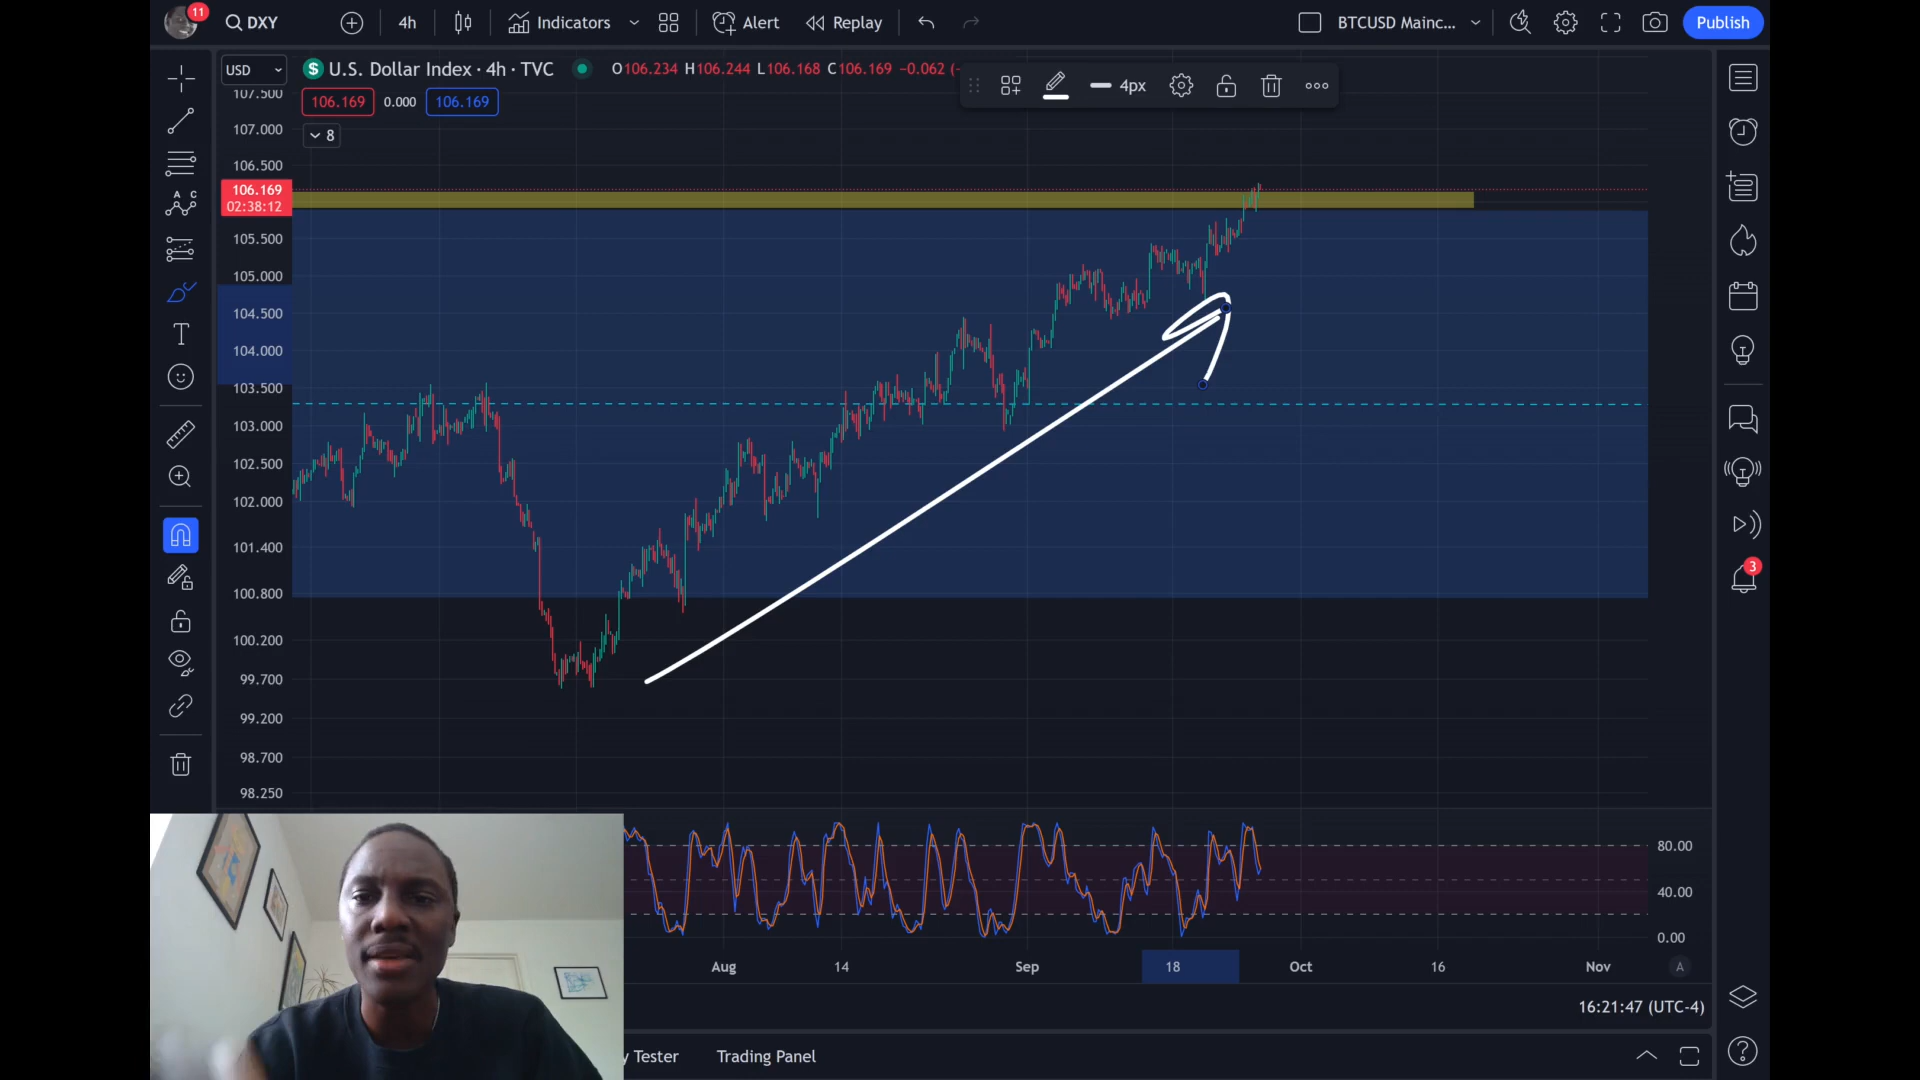 11
DXY
4h
Indicators
Alert
Replay
BTCUSD Mainc...
Publish
USD
$ U.S. Dollar Index · 4h · TVC
O106.234 H106.244 L106.168 C106.169 −0.062 (−
4px
106.169 0.000 106.169
8
107.500
107.000
106.500
106.169
02:38:12
105.500
105.000
104.500
104.000
103.500
103.000
102.500
102.000
101.400
100.800
100.200
99.700
99.200
98.700
98.250
A C
T
3
80.00
40.00
0.00
Aug 14 Sep 18 Oct 16 Nov A
16:21:47 (UTC-4)
y Tester
Trading Panel